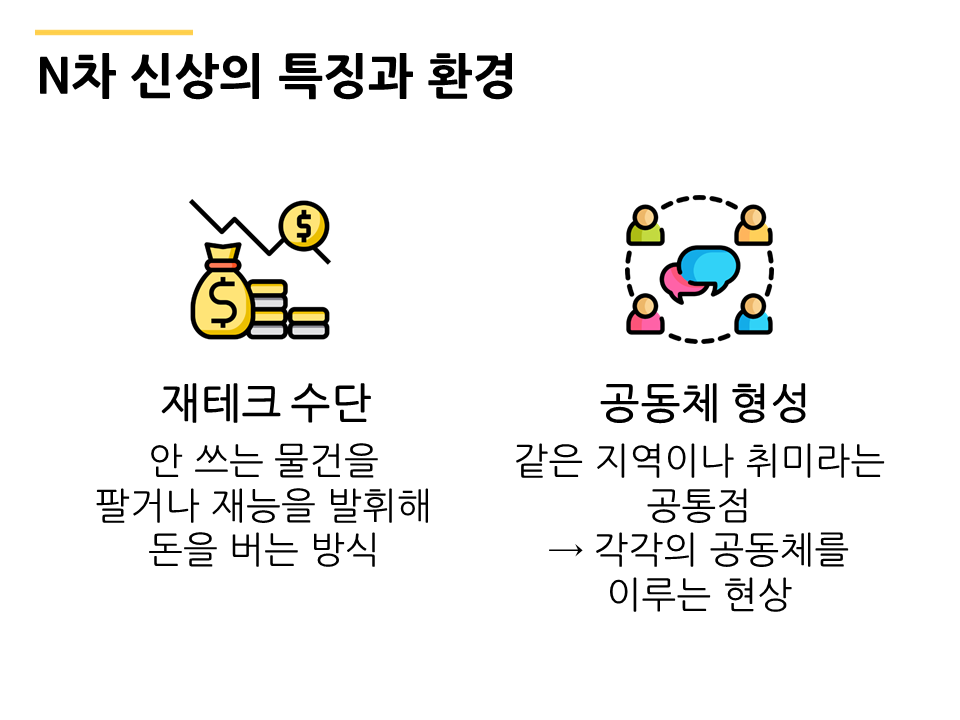 N차 신상의 특징과 환경
재테크 수단
안 쓰는 물건을
팔거나 재능을 발휘해
돈을 버는 방식
공동체 형성
같은 지역이나 취미라는
공통점
→ 각각의 공동체를
이루는 현상